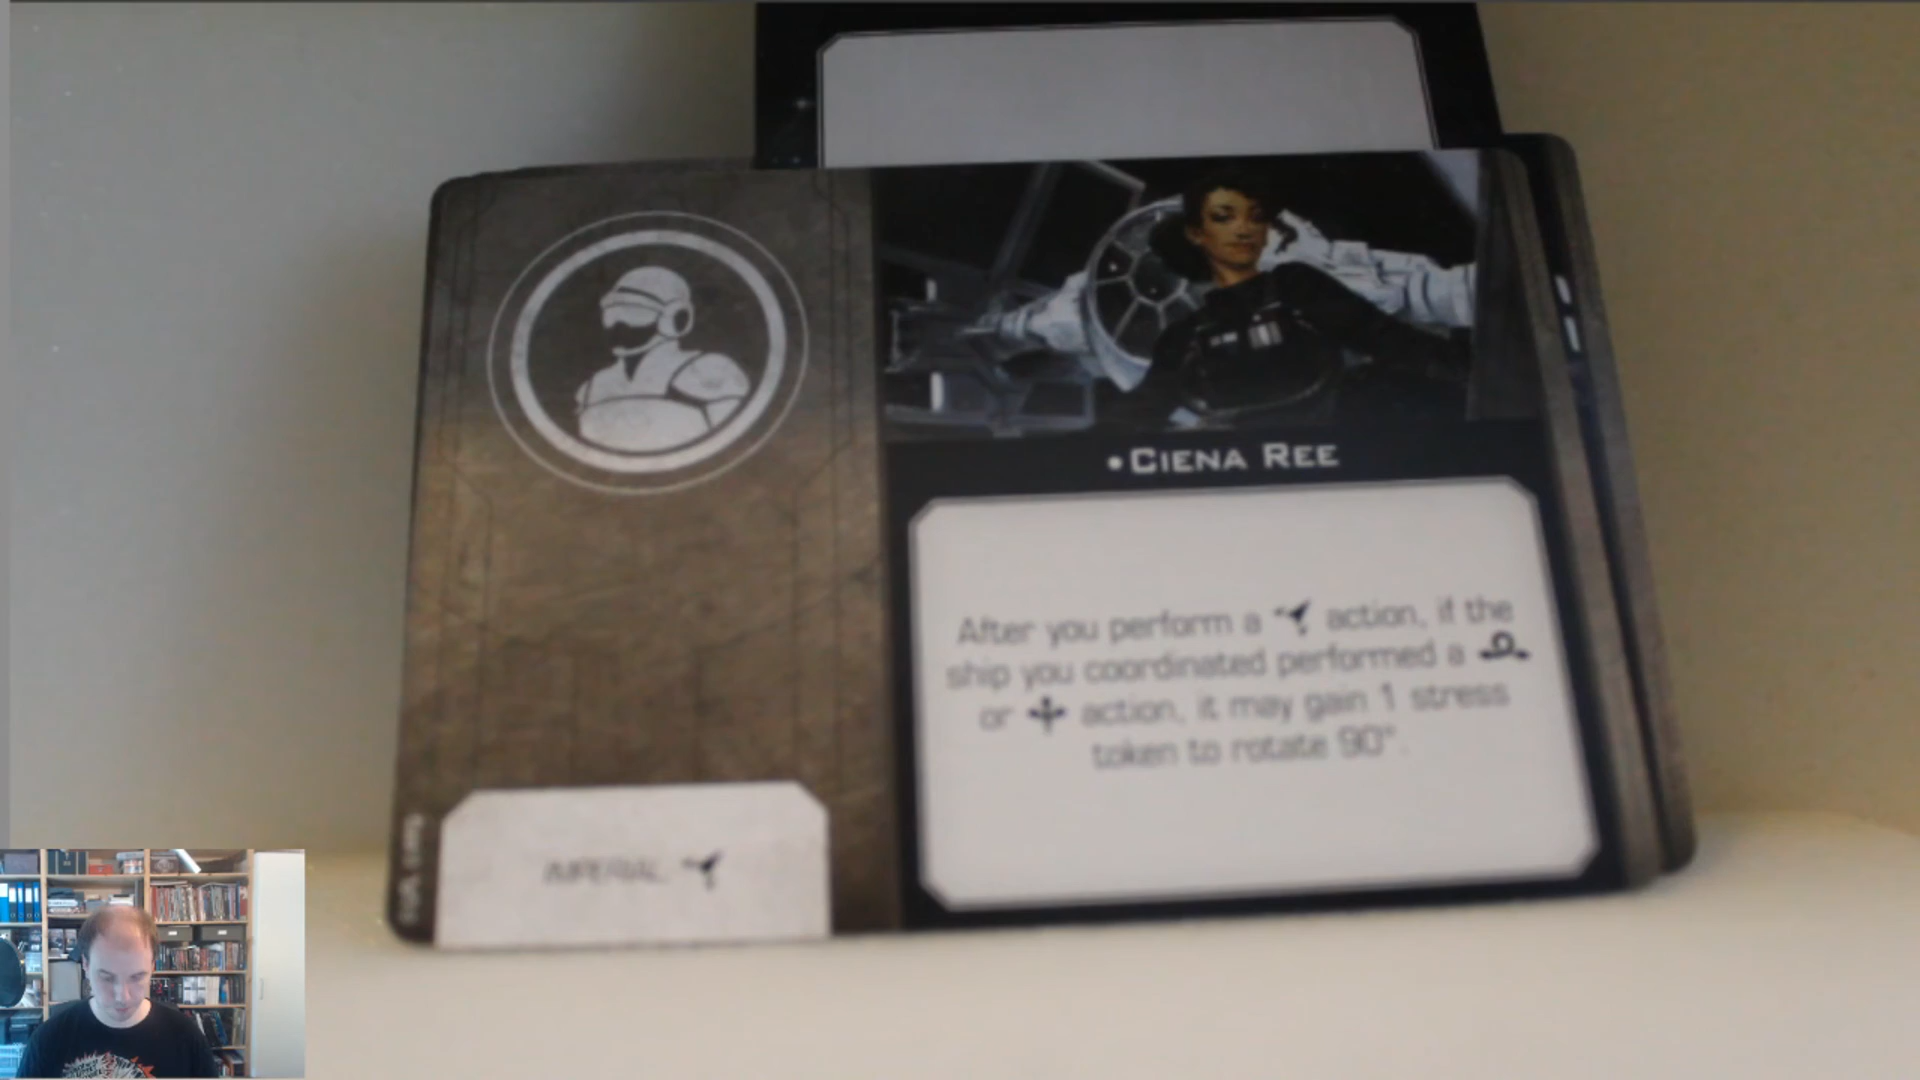 •CIENA REE
After you perform a action, if the
ship you coordinated performed a
or action, it may gain 1 stress
token to rotate 90°.
IMPERIAL